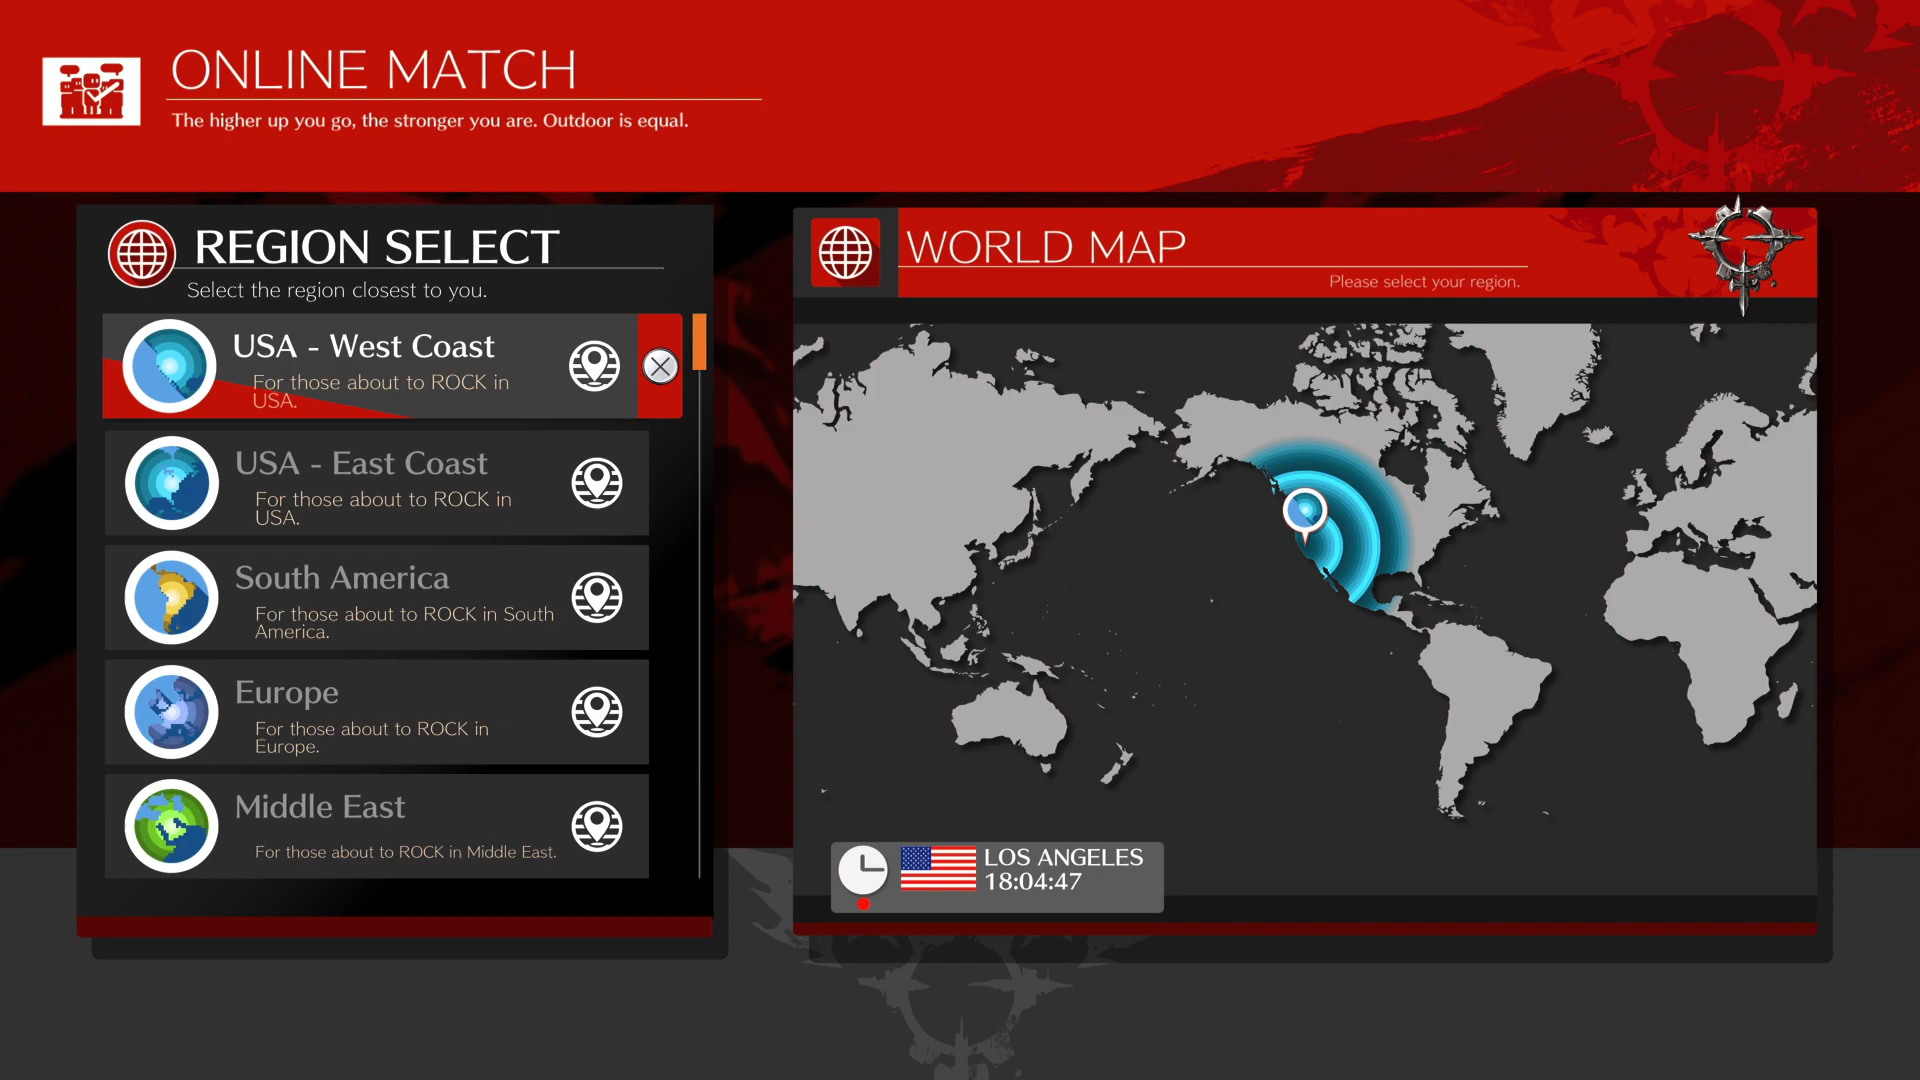 ONLINE MATCH
The higher up you go, the stronger you are. Outdoor is equal.
REGION SELECT
Select the region closest to you.
USA - West Coast
For those about to ROCK in
USA.
USA - East Coast
For those about to ROCK in
USA.
South America
For those about to ROCK in South
America.
Europe
For those about to ROCK in
Europe.
Middle East
For those about to ROCK in Middle East.
WORLD MAP
Please select your region.
LOS ANGELES
18:04:47